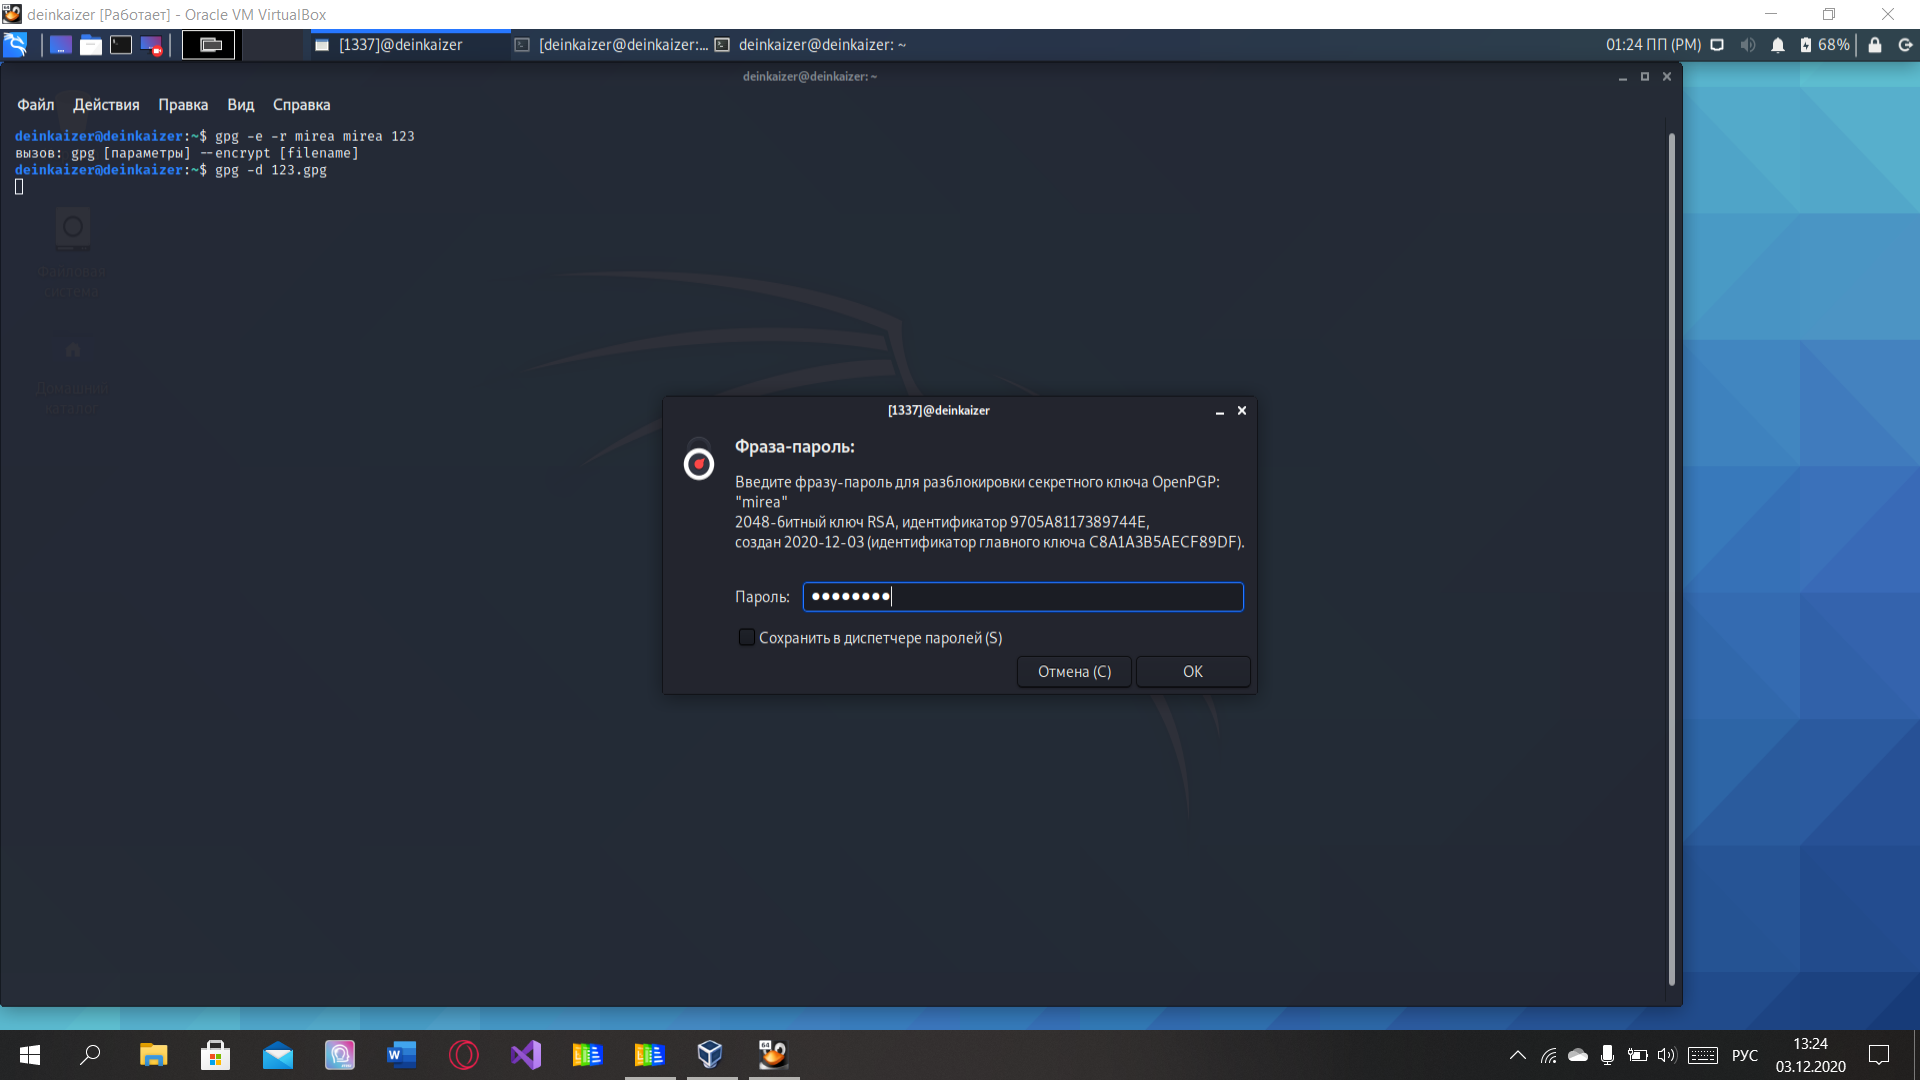 deinkaizer [Работает] - Oracle VM VirtualBox
[1337]@deinkaizer
[deinkaizer@deinkaizer:...
deinkaizer@deinkaizer: ~
01:24 ПП (PM)
68%
deinkaizer@deinkaizer: ~
Файл Действия Правка Вид Справка
deinkaizer@deinkaizer:~$ gpg -e -r mirea mirea 123
вызов: gpg [параметры] --encrypt [filename]
deinkaizer@deinkaizer:~$ gpg -d 123.gpg
Файловая
система
Домашний
каталог
[1337]@deinkaizer
Фраза-пароль:
Введите фразу-пароль для разблокировки секретного ключа OpenPGP:
"mirea"
2048-битный ключ RSA, идентификатор 9705A8117389744E,
создан 2020-12-03 (идентификатор главного ключа C8A1A3B5AECF89DF).
Пароль:
Сохранить в диспетчере паролей (S)
Отмена (C)
OK
РУС
13:24
03.12.2020